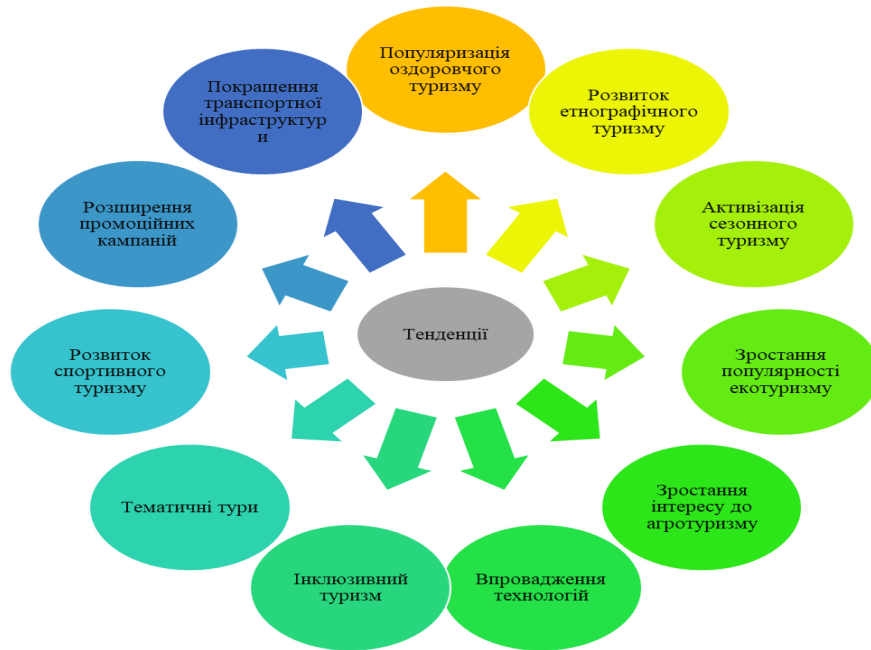 Популяризація
оздоровчого
туризму
Розвиток
етнографічного
туризму
Активізація
сезонного
туризму
Зростання
популярності
екотуризму
Зростання
інтересу до
агротуризму
Впровадження
технологій
Інклюзивний
туризм
Тематичні тури
Розвиток
спортивного
туризму
Розширення
промоційних
кампаній
Покращення
транспортної
інфраструктур
и
Тенденції